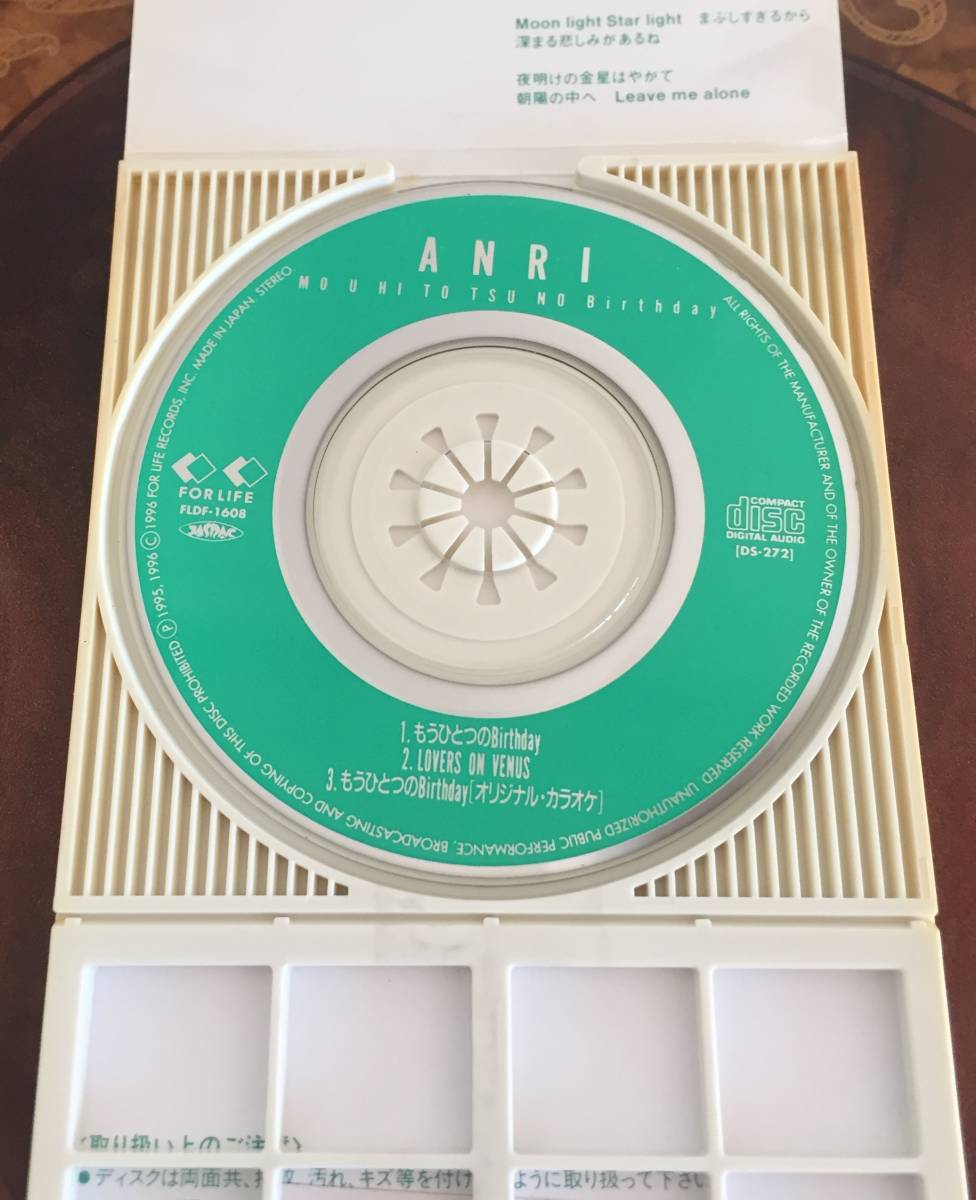 Moon light Star light まぶしすぎるから
深まる悲しみがあるね
夜明けの金星はやがて
朝陽の中へ Leave me alone
ANRI
MO U HI TO TSU NO Birthday
ALL RIGHTS OF THE MANUFACTURER AND OF THE OWNER OF THE RECORDED WORK RESERVED. UNAUTHORIZED PUBLIC PERFORMANCE, BROADCASTING AND COPYING OF THIS DISC PROHIBITED Ⓟ1995, 1996 Ⓒ1996 FOR LIFE RECORDS, INC. MADE IN JAPAN STEREO
FOR LIFE
FLDF-1608
JASRAC
COMPACT
disc
DIGITAL AUDIO
[DS-272]
1. もうひとつのBirthday
2. LOVERS ON VENUS
3. もうひとつのBirthday[オリジナル・カラオケ]
〈取り扱い上のご注意〉
●ディスクは両面共、指紋、汚れ、キズ等を付け ように取り扱って下さい